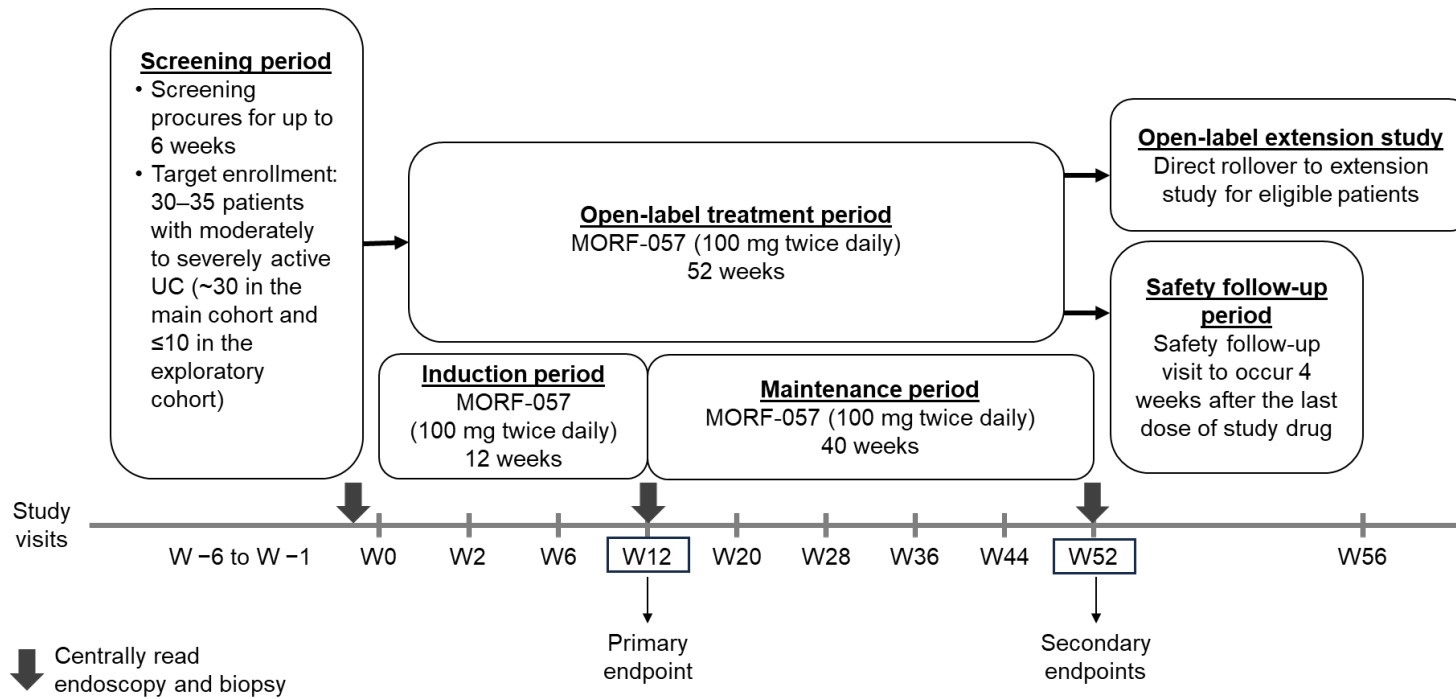 Screening period
• Screening
procures for up to
6 weeks
• Target enrollment:
30–35 patients
with moderately
to severely active
UC (~30 in the
main cohort and
≤10 in the
exploratory
cohort)
Open-label treatment period
MORF-057 (100 mg twice daily)
52 weeks
Induction period
MORF-057
(100 mg twice daily)
12 weeks
Maintenance period
MORF-057 (100 mg twice daily)
40 weeks
Open-label extension study
Direct rollover to extension
study for eligible patients
Safety follow-up
period
Safety follow-up
visit to occur 4
weeks after the last
dose of study drug
Study
visits
W −6 to W −1
W0
W2
W6
W12
W20
W28
W36
W44
W52
W56
Primary
endpoint
Secondary
endpoints
Centrally read
endoscopy and biopsy